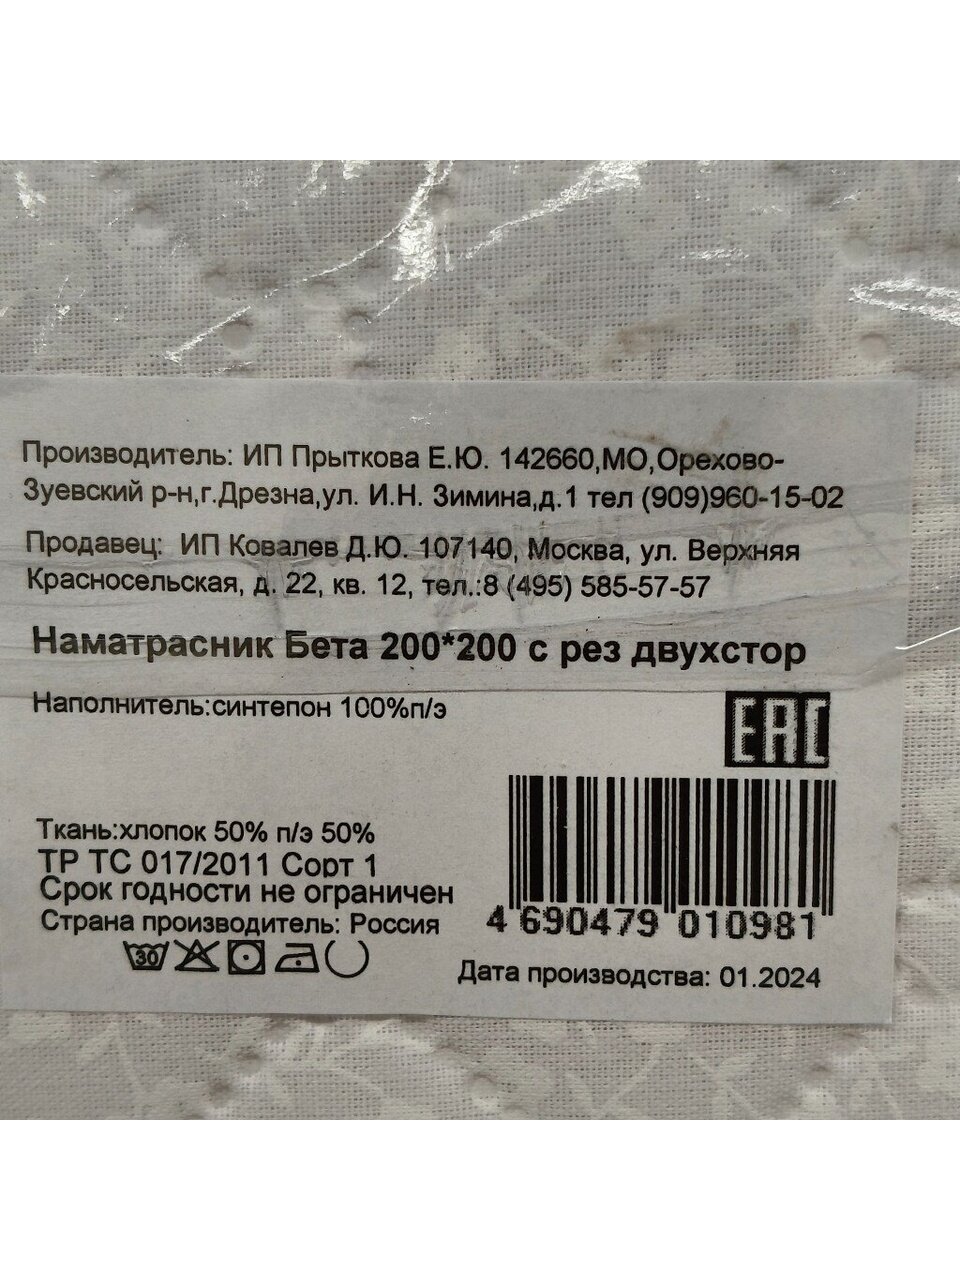 Производитель: ИП Прыткова Е.Ю. 142660,МО,Орехово-
Зуевский р-н,г.Дрезна,ул. И.Н. Зимина,д.1 тел (909)960-15-02
Продавец: ИП Ковалев Д.Ю. 107140, Москва, ул. Верхняя
Красносельская, д. 22, кв. 12, тел.:8 (495) 585-57-57
Наматрасник Бета 200*200 с рез двухстор
Наполнитель:синтепон 100%п/э
EAC
Ткань:хлопок 50% п/э 50%
ТР ТС 017/2011 Сорт 1
Срок годности не ограничен
Страна производитель: Россия
4 690479 010981
30
Дата производства: 01.2024